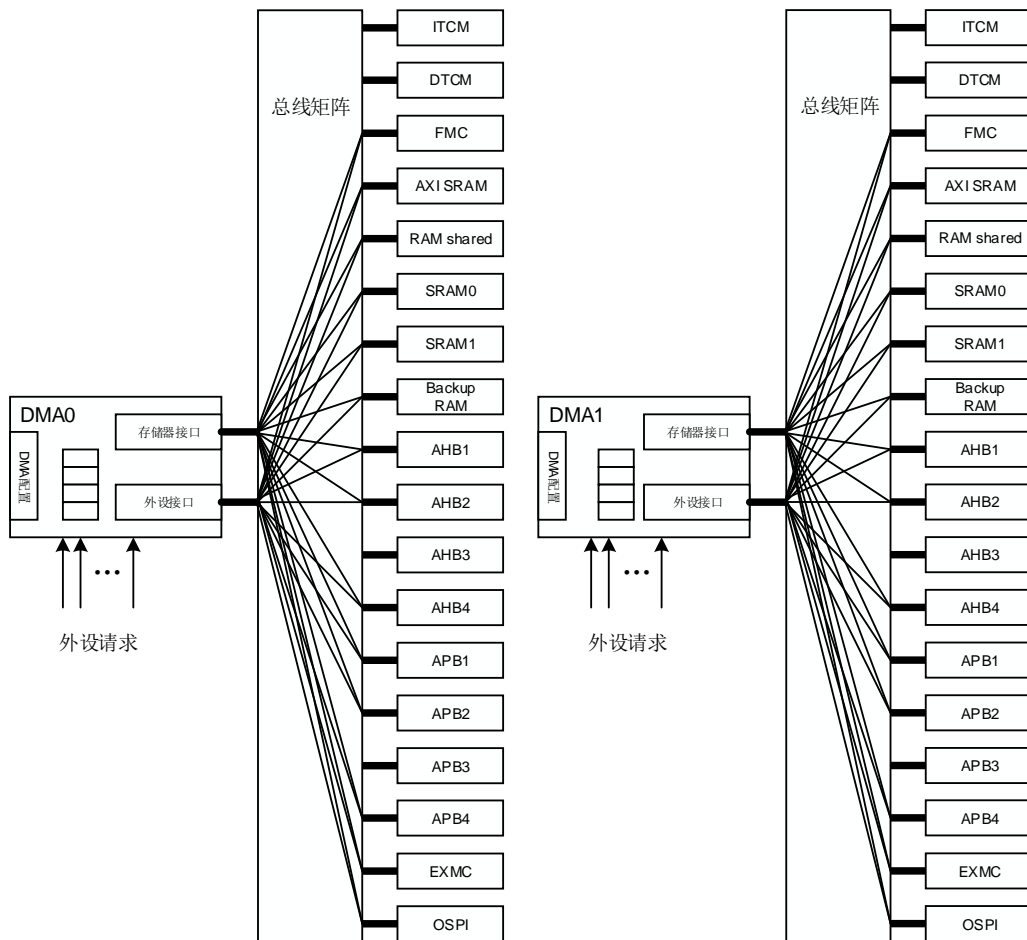 总线矩阵
ITCM
DTCM
FMC
AXI SRAM
RAM shared
SRAM0
SRAM1
Backup
RAM
AHB1
AHB2
AHB3
AHB4
APB1
APB2
APB3
APB4
EXMC
OSPI
DMA0
DMA配置
存储器接口
外设接口
...
外设请求
总线矩阵
ITCM
DTCM
FMC
AXI SRAM
RAM shared
SRAM0
SRAM1
Backup
RAM
AHB1
AHB2
AHB3
AHB4
APB1
APB2
APB3
APB4
EXMC
OSPI
DMA1
DMA配置
存储器接口
外设接口
...
外设请求